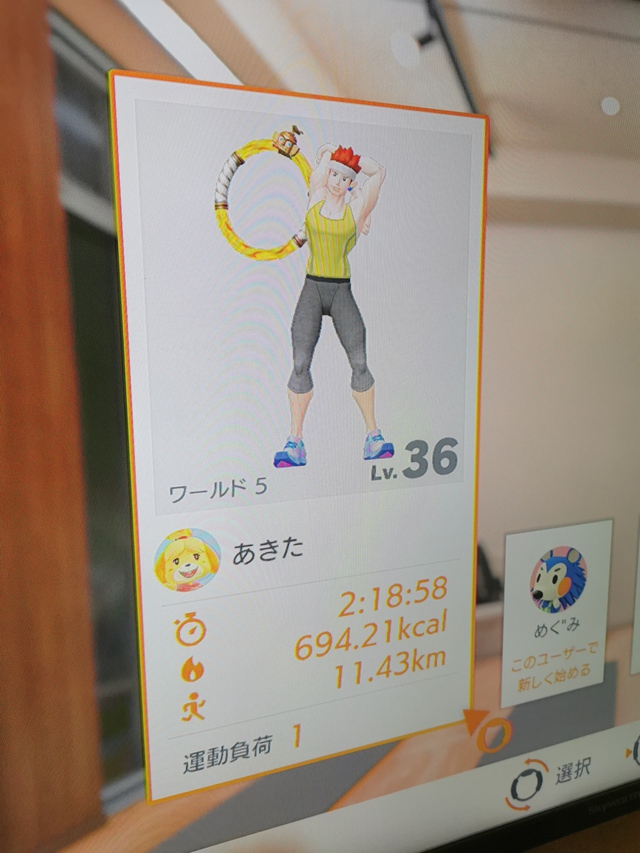 Lv.36
ワールド 5
あきた
2:18:58
694.21kcal
11.43km
運動負荷 1
めぐみ
このユーザーで
新しく始める
選択